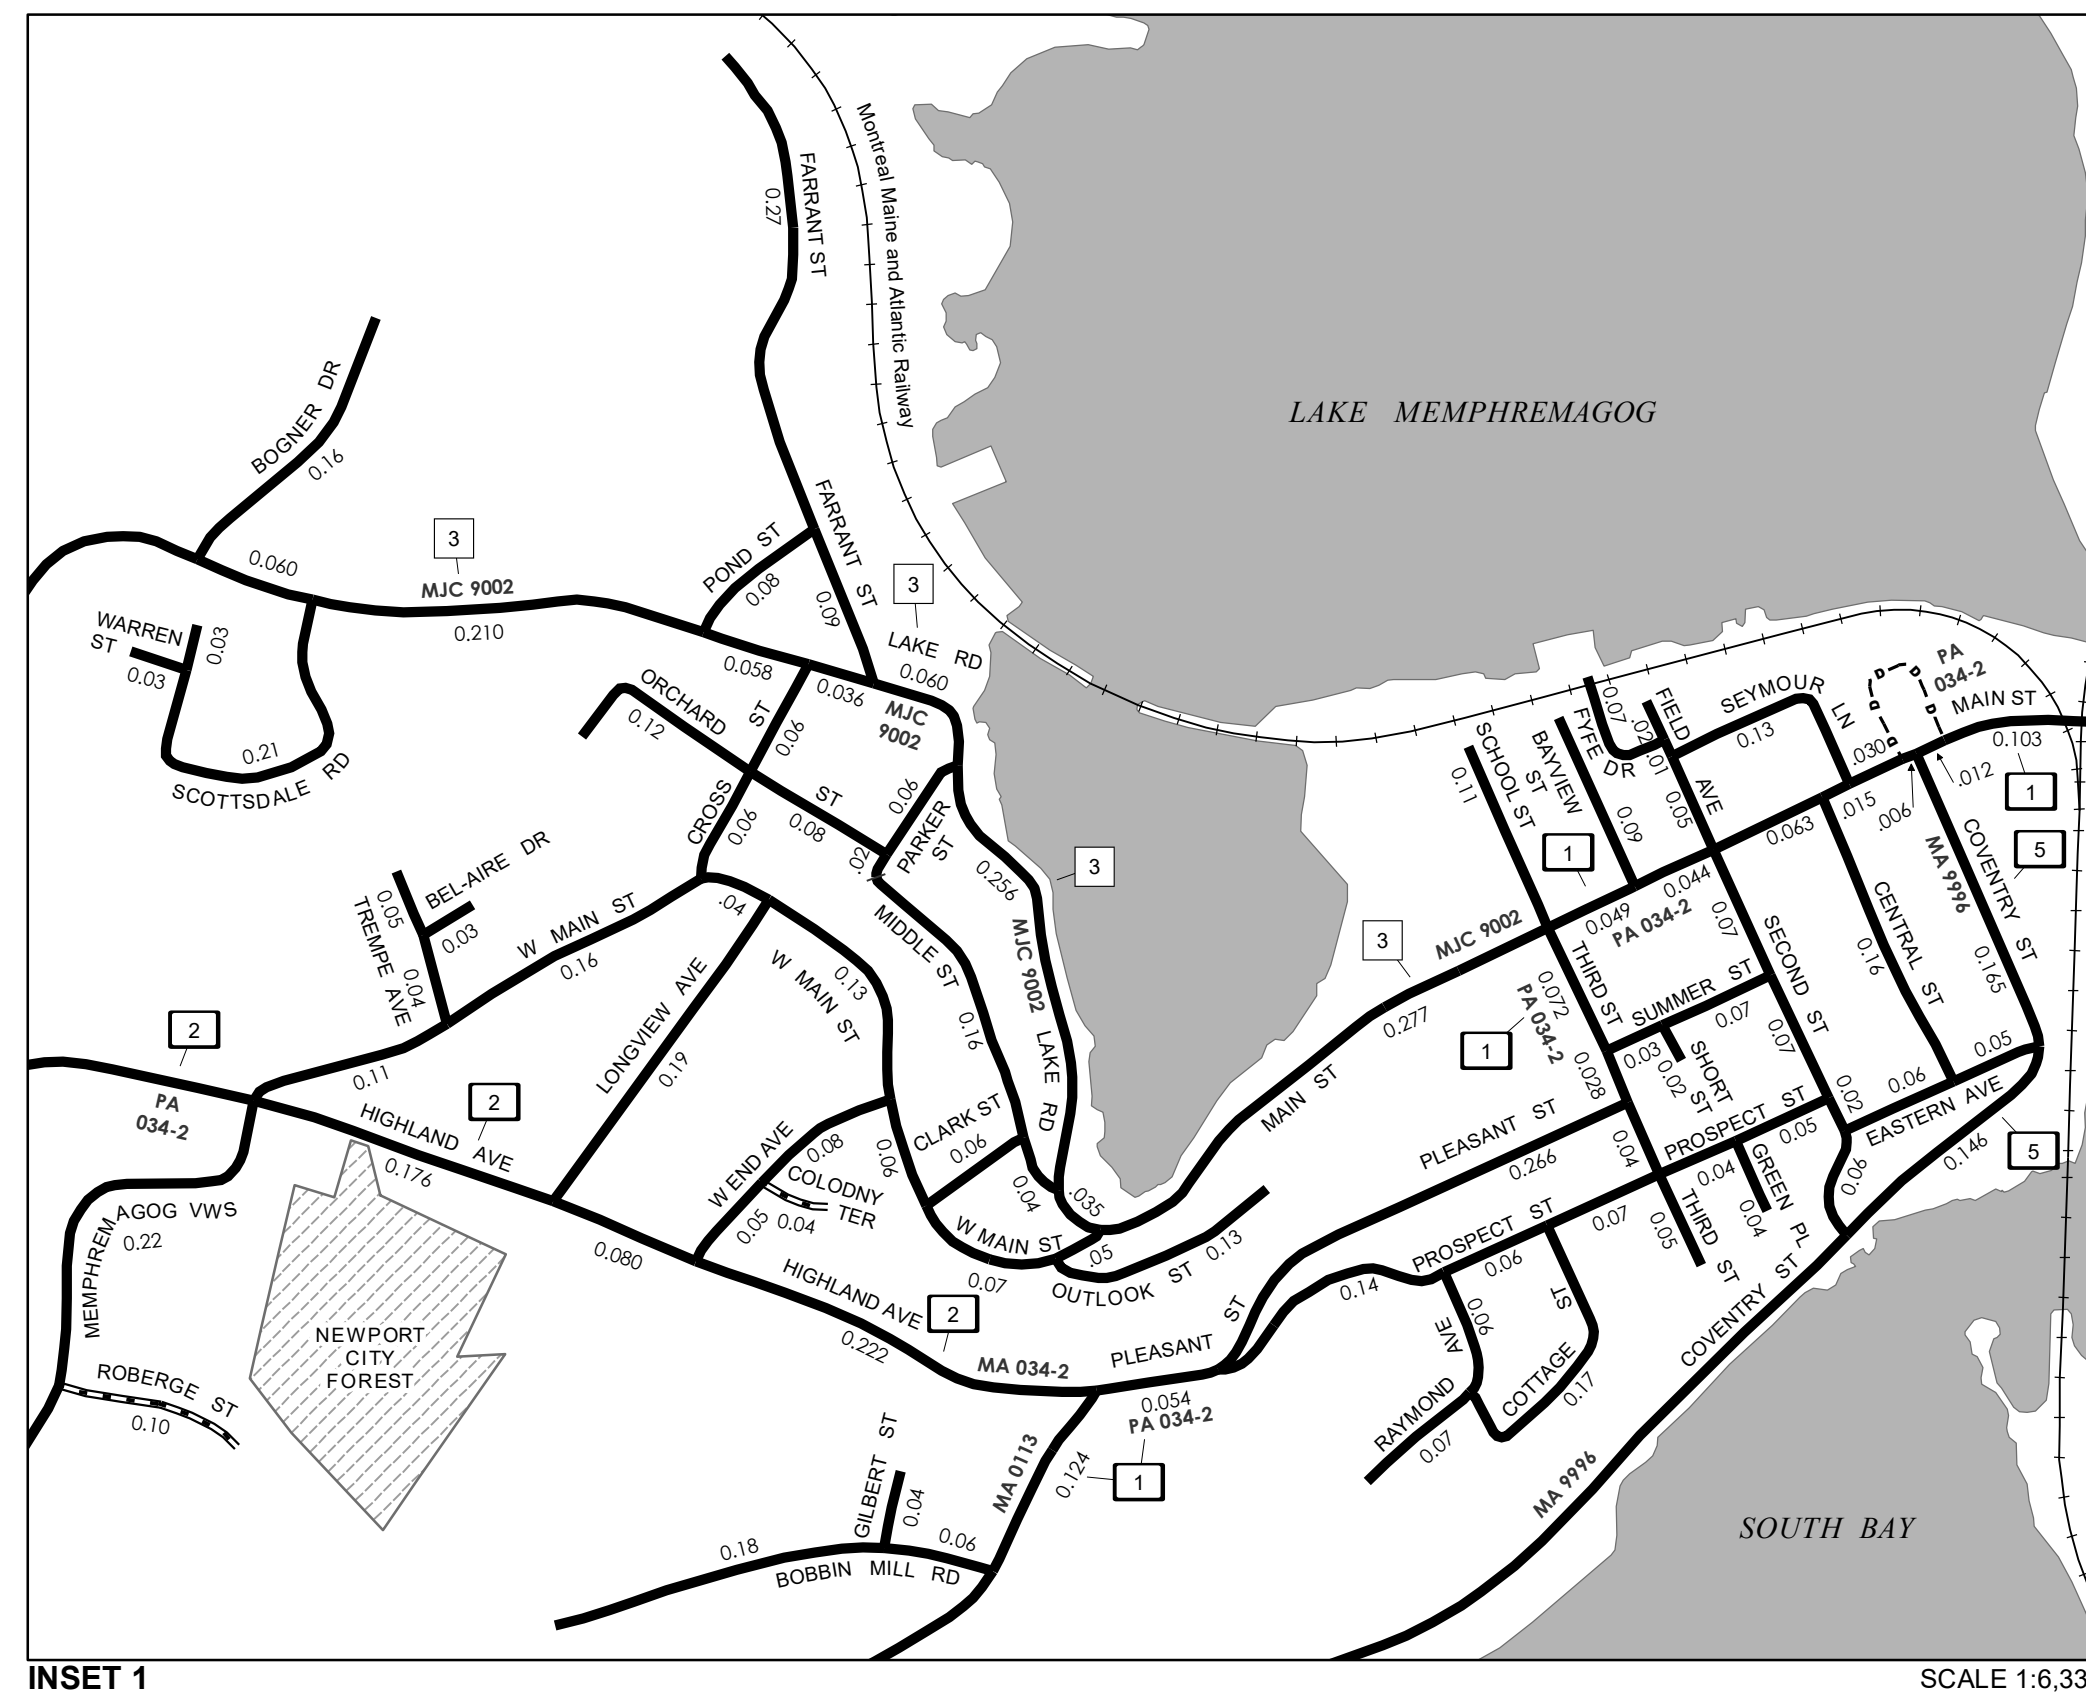 FARRANT ST
0.27
Montreal Maine and Atlantic Railway
LAKE MEMPHREMAGOG
BOGNER DR
0.16
3
0.060
MJC 9002
0.210
POND ST
0.08
FARRANT ST
0.09
3
LAKE RD
0.060
WARREN
ST
0.03
0.03
0.21
SCOTTSDALE RD
0.058
0.036
MJC
9002
ORCHARD ST
0.12
0.08
CROSS ST
0.06
0.06
0.06
PARKER
ST
.02
0.256
3
MJC 9002
LAKE RD
MIDDLE ST
0.16
0.04
BEL-AIRE DR
0.03
TREMPE AVE
0.05
0.04
W MAIN ST
0.16
.04
0.11
W MAIN ST
0.13
0.06
LONGVIEW AVE
0.19
2
PA
034-2
HIGHLAND AVE
2
0.176
MEMPHREMAGOG VWS
0.22
ROBERGE ST
0.10
NEWPORT
CITY
FOREST
0.080
W END AVE
0.08
0.05
COLODNY
TER
0.04
CLARK ST
0.06
.035
W MAIN ST
0.07
.05
OUTLOOK ST
0.13
HIGHLAND AVE
0.222
2
MA 034-2
PLEASANT ST
0.054
PA 034-2
1
MA 0113
0.124
GILBERT ST
0.04
0.18
0.06
BOBBIN MILL RD
MAIN ST
0.277
3
MJC 9002
SCHOOL ST
0.11
BAYVIEW
ST
0.09
FYFE DR
0.07
.02
.01
FIELD AVE
0.05
SEYMOUR LN
0.13
D D D D D
PA
034-2
MAIN ST
0.103
.030
.012
.015
.006
0.063
1
1
5
0.044
0.049
PA 034-2
MA 9996
COVENTRY ST
0.165
CENTRAL ST
0.16
SECOND ST
0.07
0.07
0.02
THIRD ST
0.072
PA 034-2
1
0.028
SUMMER ST
0.07
0.03
SHORT ST
0.02
0.05
0.06
EASTERN AVE
0.146
5
0.06
PLEASANT ST
0.266
0.04
PROSPECT ST
0.05
0.04
GREEN PL
0.04
THIRD ST
0.05
PROSPECT ST
0.07
0.06
0.14
RAYMOND AVE
0.06
0.07
COTTAGE ST
0.17
COVENTRY ST
MA 9996
SOUTH BAY
INSET 1
SCALE 1:6,33